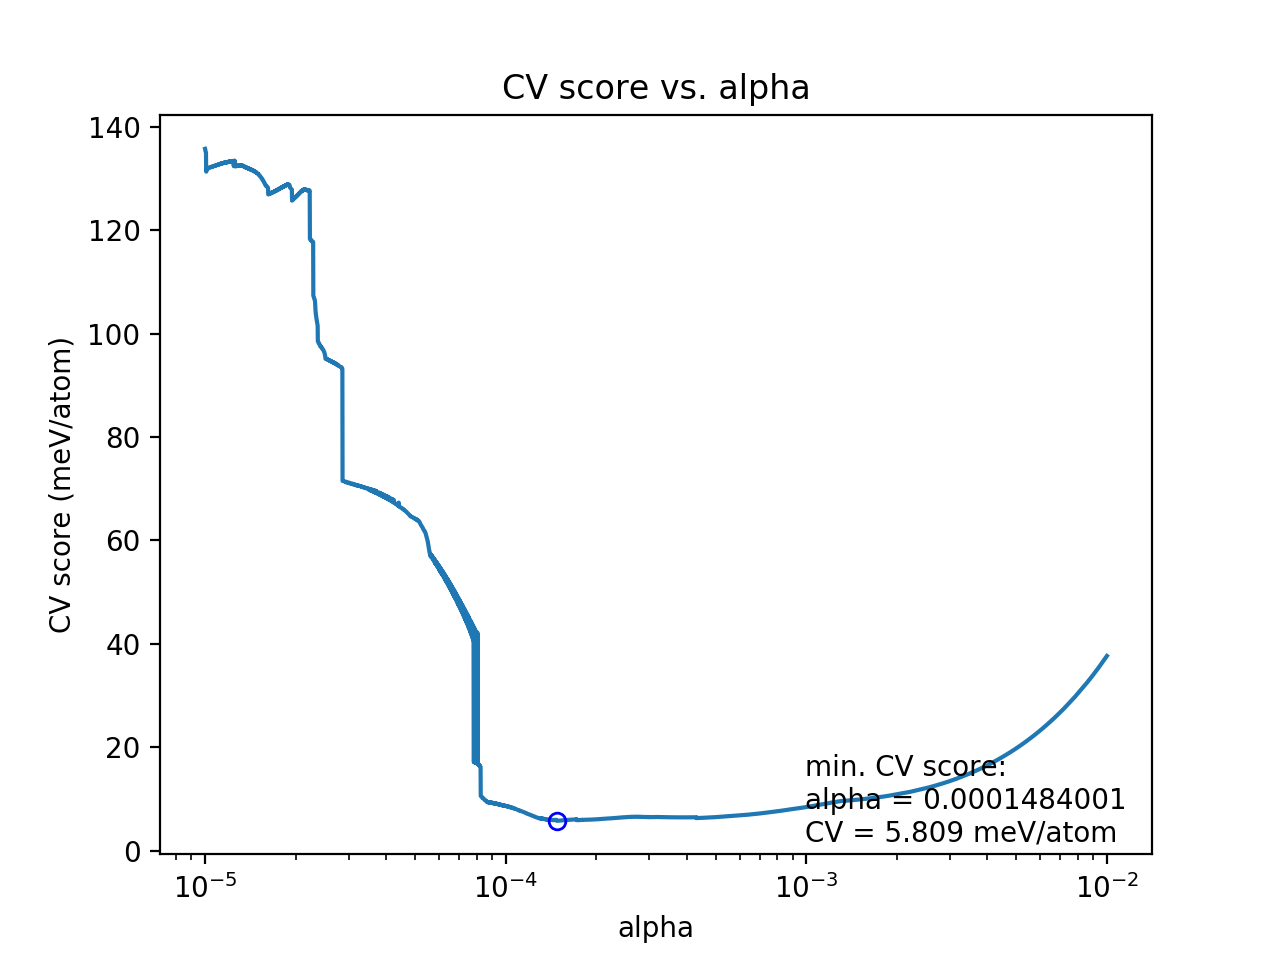 CV score vs. alpha
140
120
100
80
60
40
20
0
CV score (meV/atom)
min. CV score:
alpha = 0.0001484001
CV = 5.809 meV/atom
10⁻⁵ 10⁻⁴ 10⁻³ 10⁻²
alpha